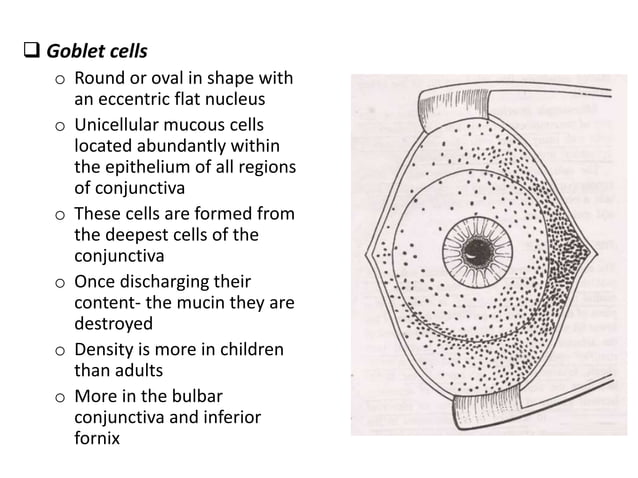 ❑ Goblet cells
o Round or oval in shape with
an eccentric flat nucleus
o Unicellular mucous cells
located abundantly within
the epithelium of all regions
of conjunctiva
o These cells are formed from
the deepest cells of the
conjunctiva
o Once discharging their
content- the mucin they are
destroyed
o Density is more in children
than adults
o More in the bulbar
conjunctiva and inferior
fornix